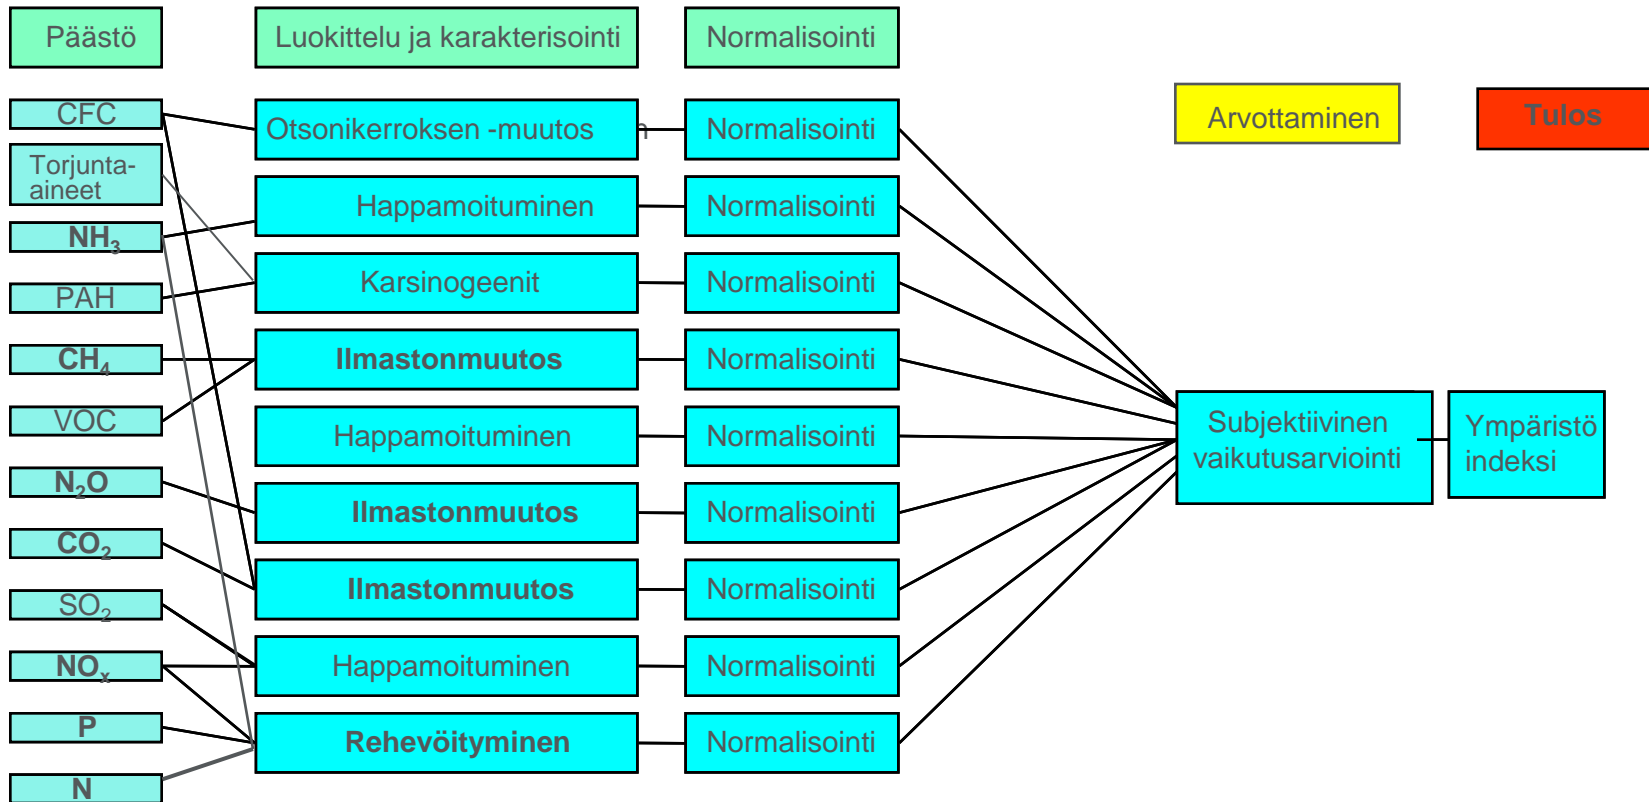 Päästö
Luokittelu ja karakterisointi
Normalisointi
Arvottaminen
Tulos
CFC
Otsonikerroksen -muutos
Normalisointi
Torjunta-
aineet
Happamoituminen
Normalisointi
NH₃
Karsinogeenit
Normalisointi
PAH
CH₄
Ilmastonmuutos
Normalisointi
VOC
Happamoituminen
Normalisointi
Subjektiivinen
vaikutusarviointi
Ympäristö
indeksi
N₂O
Ilmastonmuutos
Normalisointi
CO₂
Ilmastonmuutos
Normalisointi
SO₂
Happamoituminen
Normalisointi
NOₓ
P
Rehevöityminen
Normalisointi
N